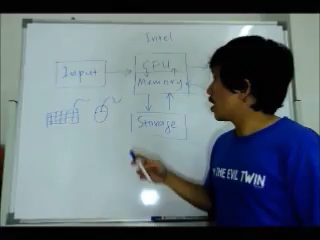 Intel
CPU
Input
Memory
Storage
THE EVIL TWIN